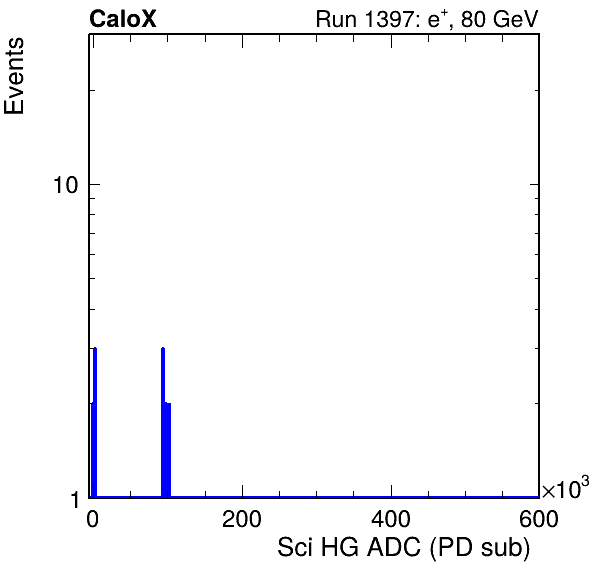 CaloX Run 1397: e⁺, 80 GeV
Events
10
1
×10³
0 200 400 600
Sci HG ADC (PD sub)